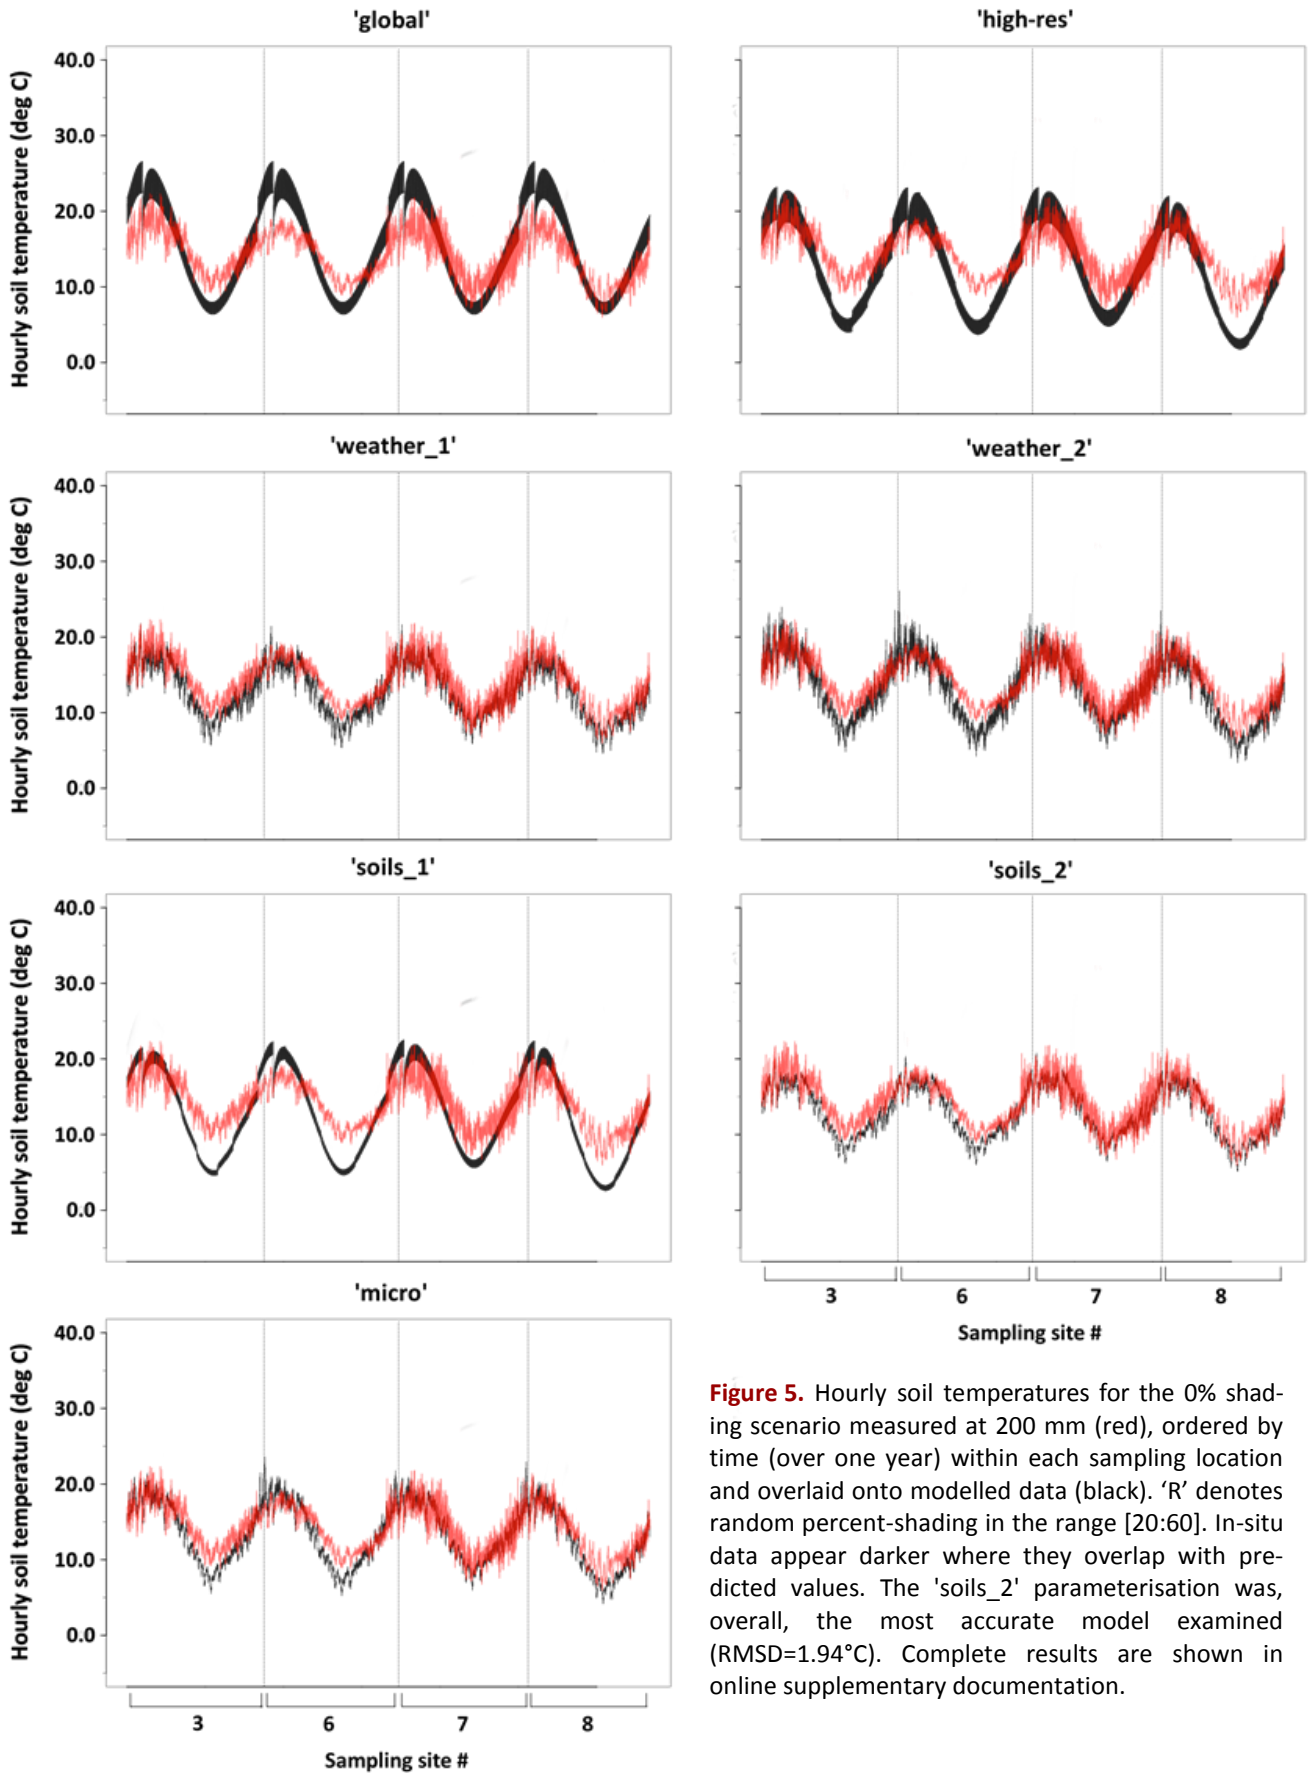 'global'
'high-res'
Hourly soil temperature (deg C)
40.0
30.0
20.0
10.0
0.0
'weather_1'
'weather_2'
Hourly soil temperature (deg C)
40.0
30.0
20.0
10.0
0.0
'soils_1'
'soils_2'
Hourly soil temperature (deg C)
40.0
30.0
20.0
10.0
0.0
3 6 7 8
Sampling site #
'micro'
Hourly soil temperature (deg C)
40.0
30.0
20.0
10.0
0.0
3 6 7 8
Sampling site #
Figure 5. Hourly soil temperatures for the 0% shad-
ing scenario measured at 200 mm (red), ordered by
time (over one year) within each sampling location
and overlaid onto modelled data (black). ‘R’ denotes
random percent-shading in the range [20:60]. In-situ
data appear darker where they overlap with pre-
dicted values. The 'soils_2' parameterisation was,
overall, the most accurate model examined
(RMSD=1.94°C). Complete results are shown in
online supplementary documentation.